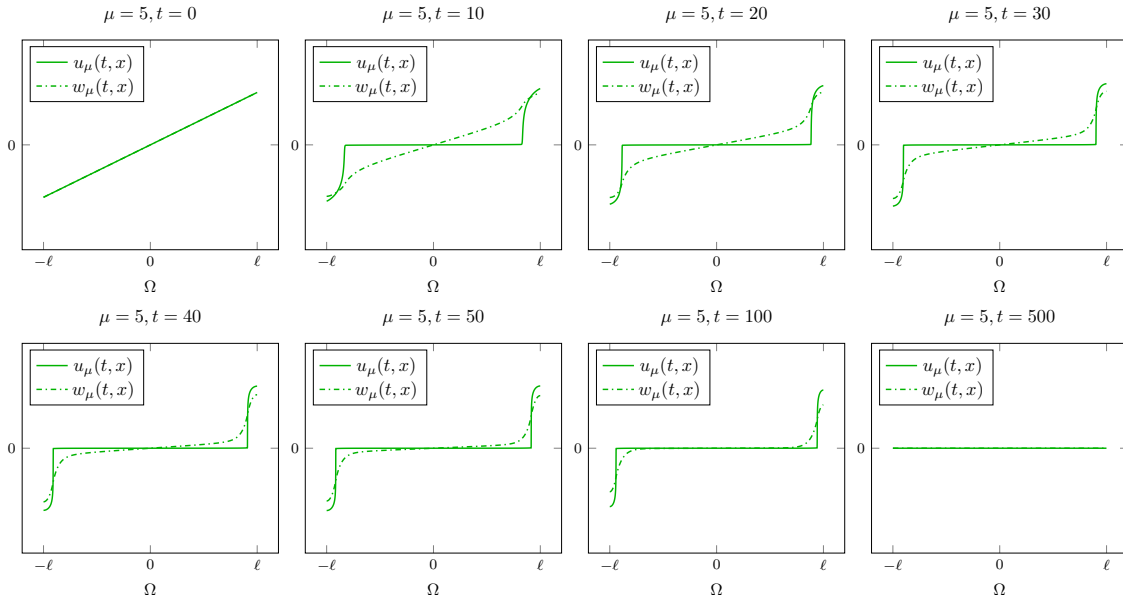 μ = 5, t = 0
u_μ(t, x)
w_μ(t, x)
0
−ℓ 0 ℓ
Ω
μ = 5, t = 10
u_μ(t, x)
w_μ(t, x)
0
−ℓ 0 ℓ
Ω
μ = 5, t = 20
u_μ(t, x)
w_μ(t, x)
0
−ℓ 0 ℓ
Ω
μ = 5, t = 30
u_μ(t, x)
w_μ(t, x)
0
−ℓ 0 ℓ
Ω
μ = 5, t = 40
u_μ(t, x)
w_μ(t, x)
0
−ℓ 0 ℓ
Ω
μ = 5, t = 50
u_μ(t, x)
w_μ(t, x)
0
−ℓ 0 ℓ
Ω
μ = 5, t = 100
u_μ(t, x)
w_μ(t, x)
0
−ℓ 0 ℓ
Ω
μ = 5, t = 500
u_μ(t, x)
w_μ(t, x)
0
−ℓ 0 ℓ
Ω